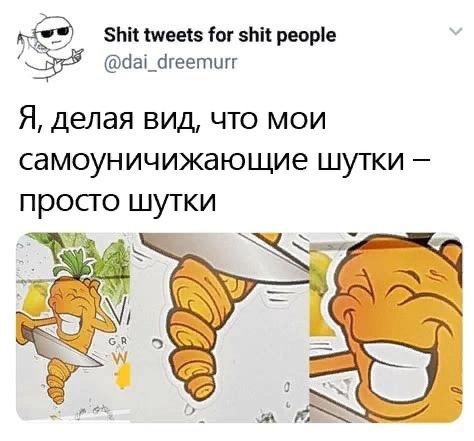 Shit tweets for shit people
@dai_dreemurr
Я, делая вид, что мои
самоуничижающие шутки –
просто шутки